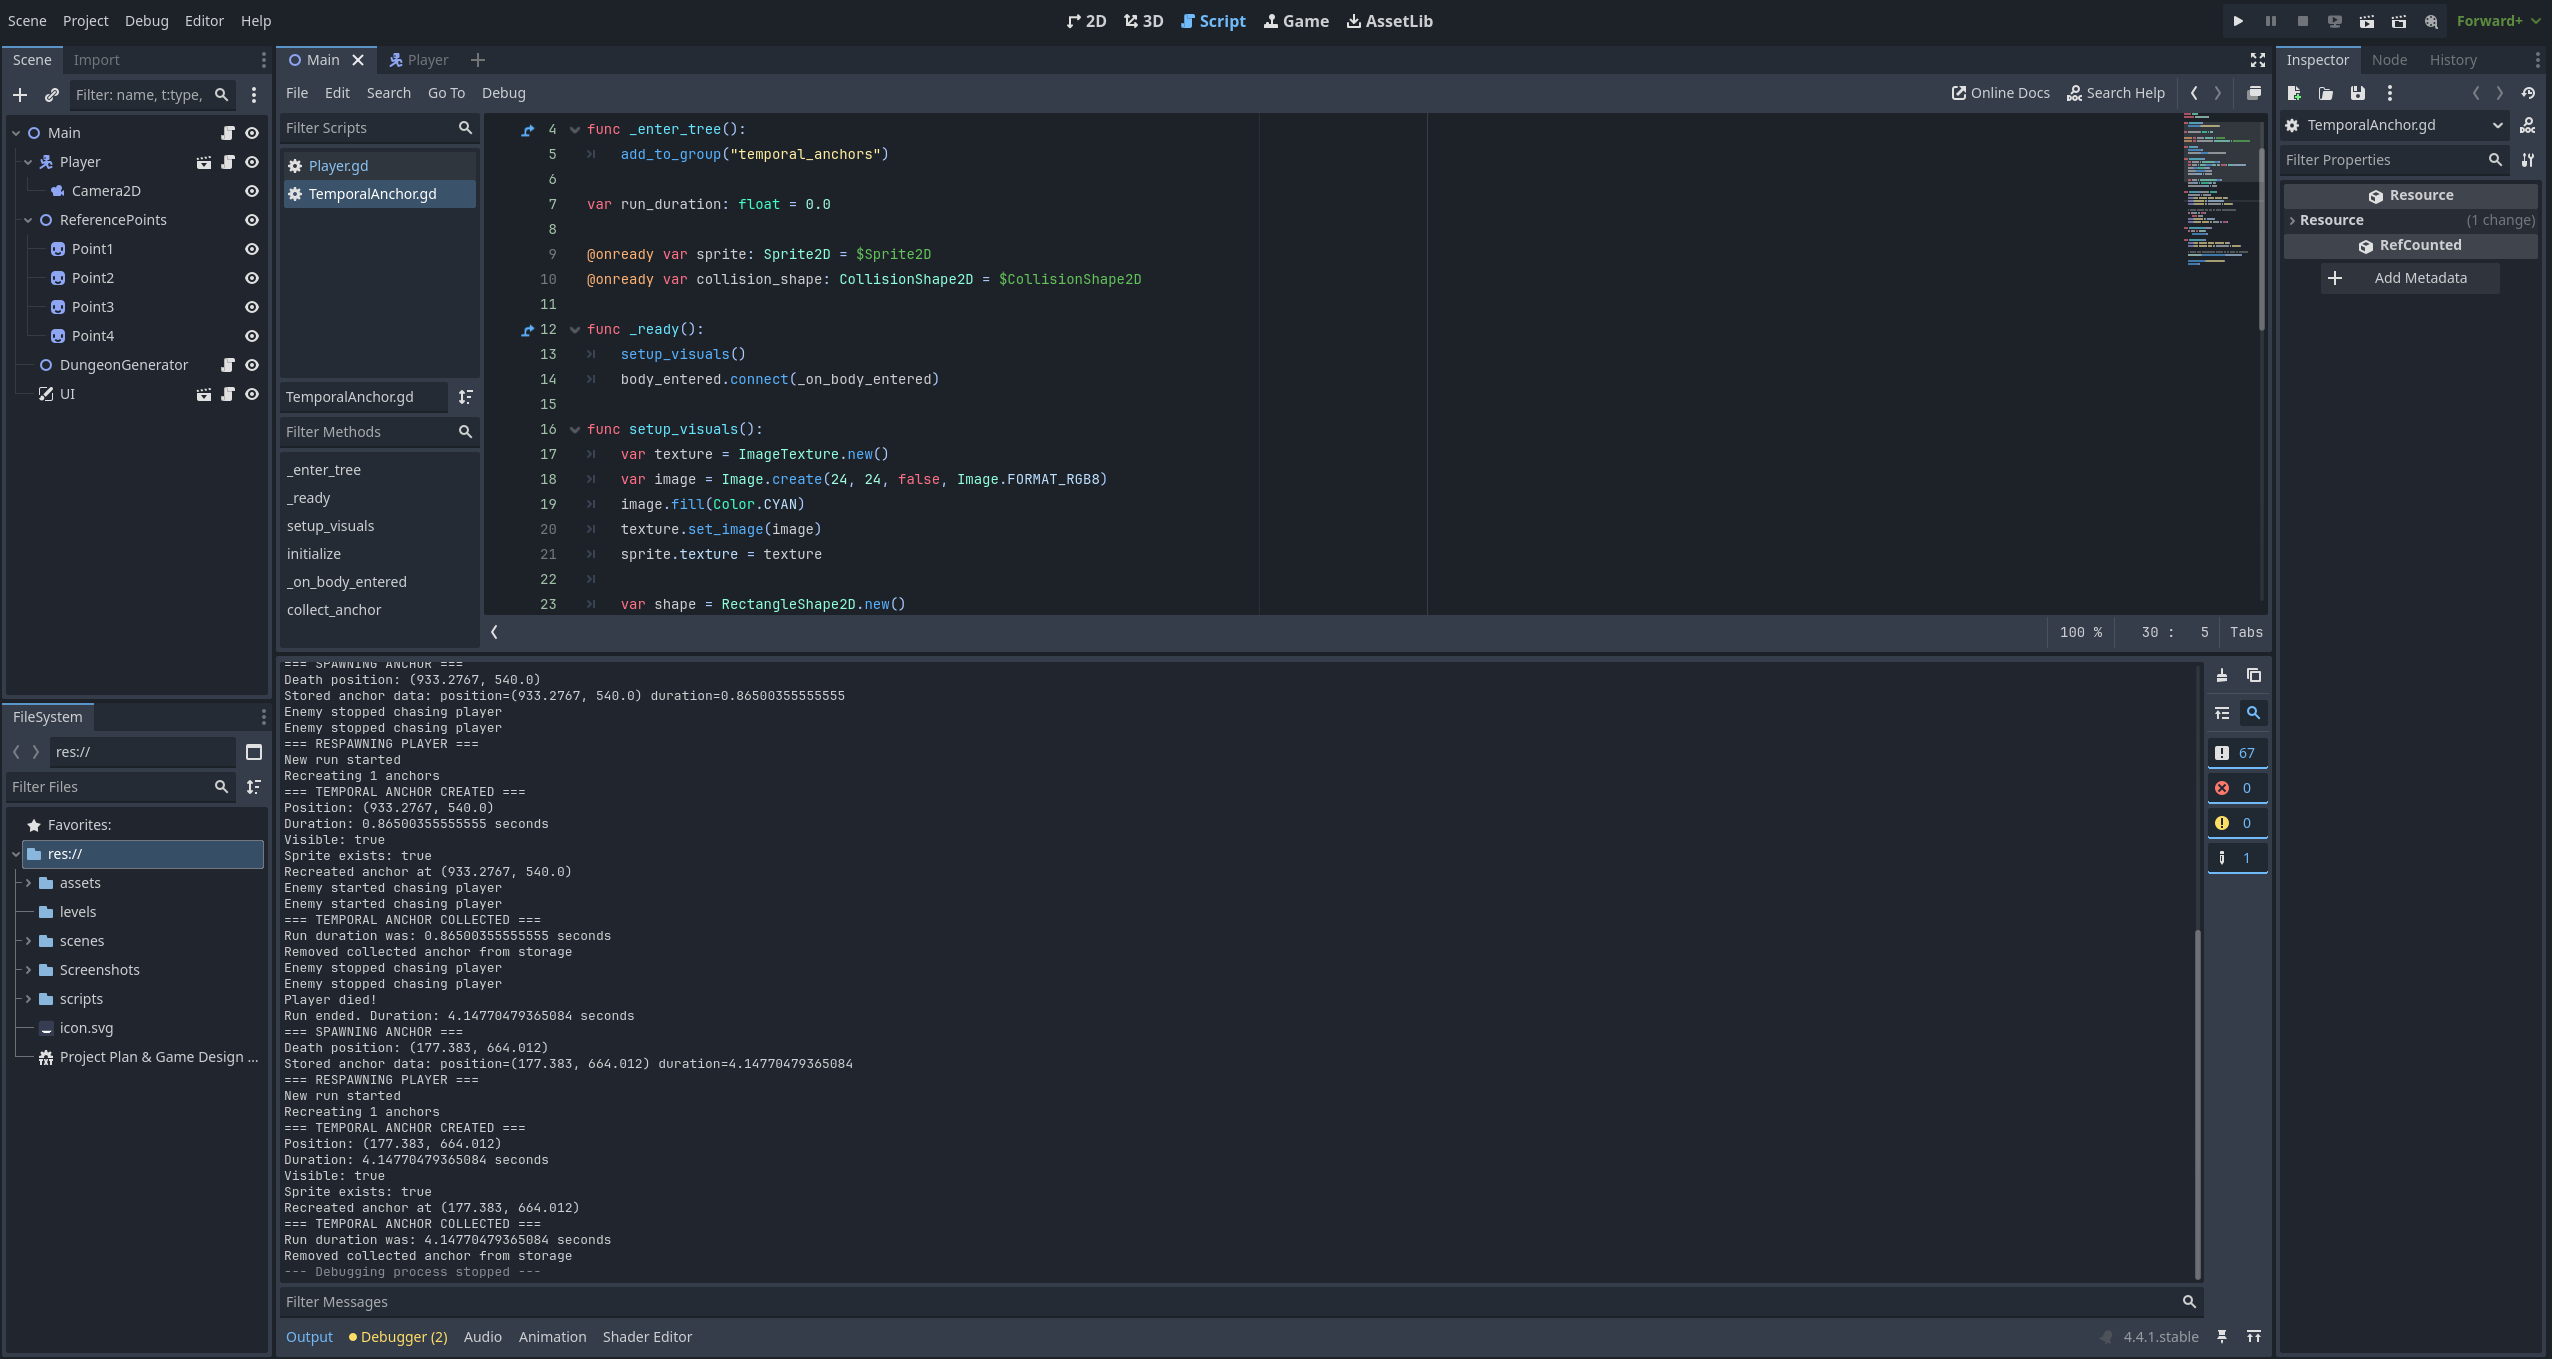 Scene Project Debug Editor Help
2D 3D Script Game AssetLib
Forward+
Scene Import
Filter: name, t:type,
Main
Player
Camera2D
ReferencePoints
Point1
Point2
Point3
Point4
DungeonGenerator
UI
FileSystem
res://
Filter Files
Favorites:
res://
assets
levels
scenes
Screenshots
scripts
icon.svg
Project Plan & Game Design ...
Main Player
File Edit Search Go To Debug
Online Docs Search Help
Filter Scripts
Player.gd
TemporalAnchor.gd
TemporalAnchor.gd
Filter Methods
_enter_tree
_ready
setup_visuals
initialize
_on_body_entered
collect_anchor
4 func _enter_tree():
5 add_to_group("temporal_anchors")
6
7 var run_duration: float = 0.0
8
9 @onready var sprite: Sprite2D = $Sprite2D
10 @onready var collision_shape: CollisionShape2D = $CollisionShape2D
11
12 func _ready():
13 setup_visuals()
14 body_entered.connect(_on_body_entered)
15
16 func setup_visuals():
17 var texture = ImageTexture.new()
18 var image = Image.create(24, 24, false, Image.FORMAT_RGB8)
19 image.fill(Color.CYAN)
20 texture.set_image(image)
21 sprite.texture = texture
22
23 var shape = RectangleShape2D.new()
100 % 30 : 5 Tabs
=== SPAWNING ANCHOR ===
Death position: (933.2767, 540.0)
Stored anchor data: position=(933.2767, 540.0) duration=0.86500355555555
Enemy stopped chasing player
Enemy stopped chasing player
=== RESPAWNING PLAYER ===
New run started
Recreating 1 anchors
=== TEMPORAL ANCHOR CREATED ===
Position: (933.2767, 540.0)
Duration: 0.86500355555555 seconds
Visible: true
Sprite exists: true
Recreated anchor at (933.2767, 540.0)
Enemy started chasing player
Enemy started chasing player
=== TEMPORAL ANCHOR COLLECTED ===
Run duration was: 0.86500355555555 seconds
Removed collected anchor from storage
Enemy stopped chasing player
Enemy stopped chasing player
Player died!
Run ended. Duration: 4.14770479365084 seconds
=== SPAWNING ANCHOR ===
Death position: (177.383, 664.012)
Stored anchor data: position=(177.383, 664.012) duration=4.14770479365084
=== RESPAWNING PLAYER ===
New run started
Recreating 1 anchors
=== TEMPORAL ANCHOR CREATED ===
Position: (177.383, 664.012)
Duration: 4.14770479365084 seconds
Visible: true
Sprite exists: true
Recreated anchor at (177.383, 664.012)
=== TEMPORAL ANCHOR COLLECTED ===
Run duration was: 4.14770479365084 seconds
Removed collected anchor from storage
--- Debugging process stopped ---
67
0
0
1
Filter Messages
Output Debugger (2) Audio Animation Shader Editor
4.4.1.stable
Inspector Node History
TemporalAnchor.gd
Filter Properties
Resource
Resource (1 change)
RefCounted
Add Metadata